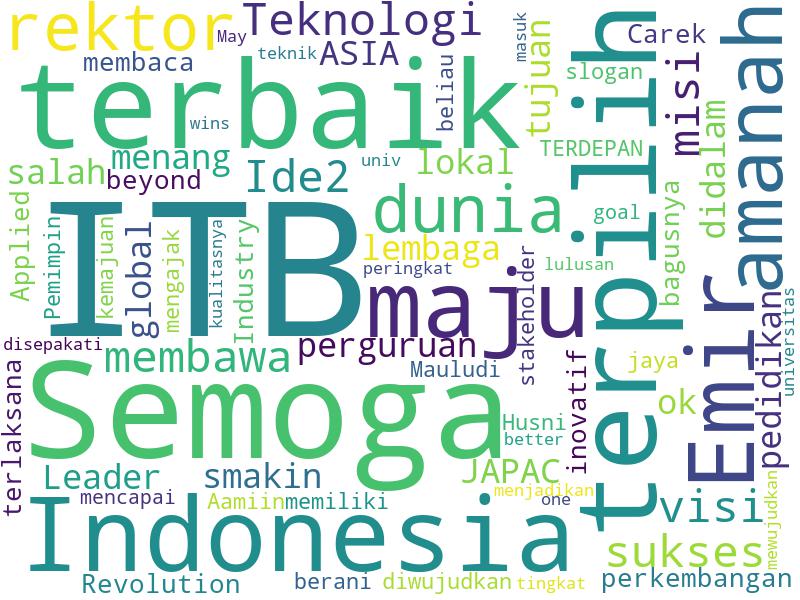 rektor
May
Teknologi
teknik
ASIA
masuk
Carek
membaca
terbaik
beliau
tujuan
slogan
misi
amanah
wins
terpilih
TERDEPAN
salah
menang
beyond
Ide2
univ
lokal
didalam
Applied
Pemimpin
kemajuan
global
mengajak
kualitasnya
Industry
ITB
dunia
goal
bagusnya
lembaga
peringkat
lulusan
maju
stakeholder
Emir
pedidikan
universitas
disepakati
membawa
perguruan
Mauludi
inovatif
jaya
terlaksana
Semoga
Husni
ok
better
Leader
smakin
JAPAC
mencapai
Aamiin
memiliki
menjadikan
one
visi
mewujudkan
Indonesia
sukses
Revolution
berani
diwujudkan
tingkat
perkembangan